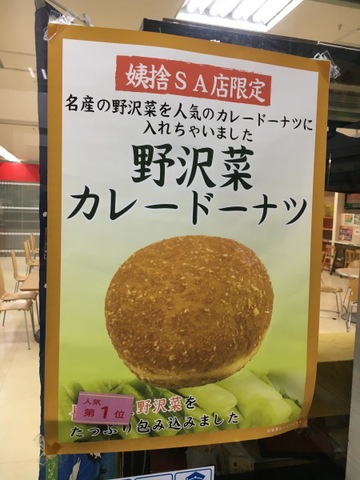 姨捨SA店限定
名産の野沢菜を人気のカレードーナツに
入れちゃいました
野沢菜
カレードーナツ
人気
第1位
野沢菜を
たっぷり包み込みました